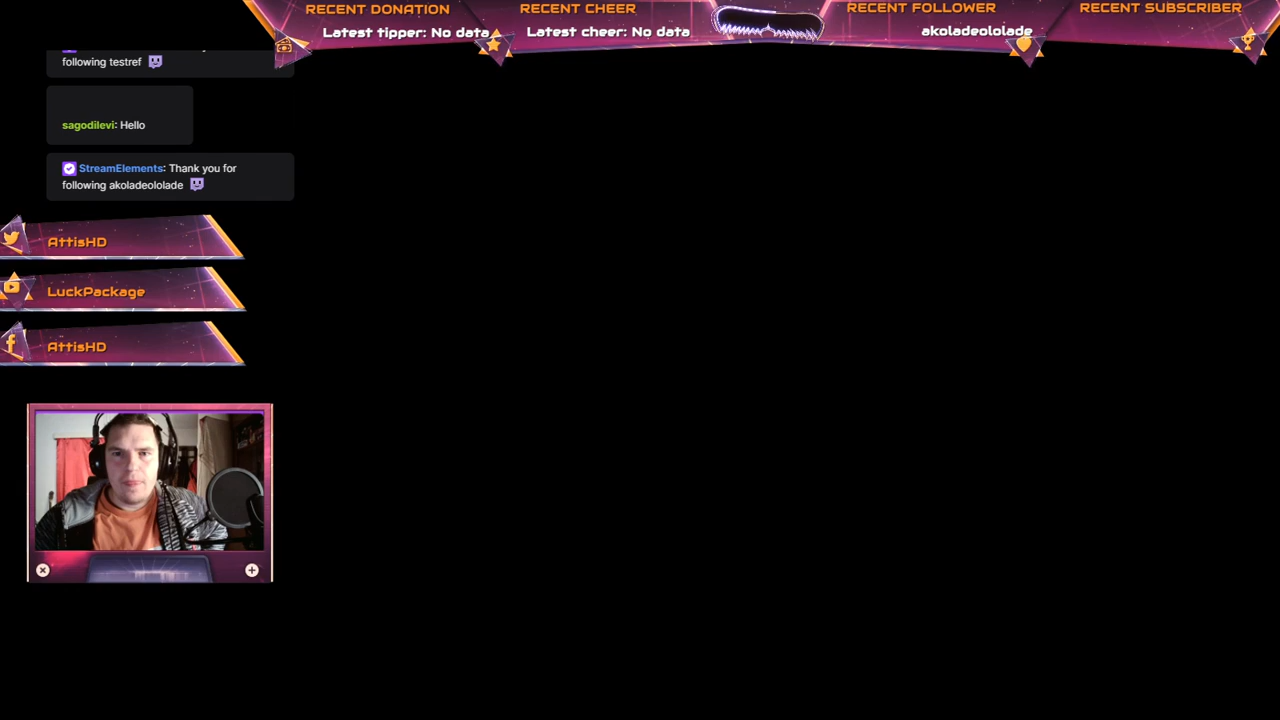 RECENT DONATION
Latest tipper: No data
RECENT CHEER
Latest cheer: No data
RECENT FOLLOWER
akoladeololade
RECENT SUBSCRIBER
following testref
sagodilevi: Hello
StreamElements: Thank you for
following akoladeololade
AttisHD
LuckPackage
AttisHD